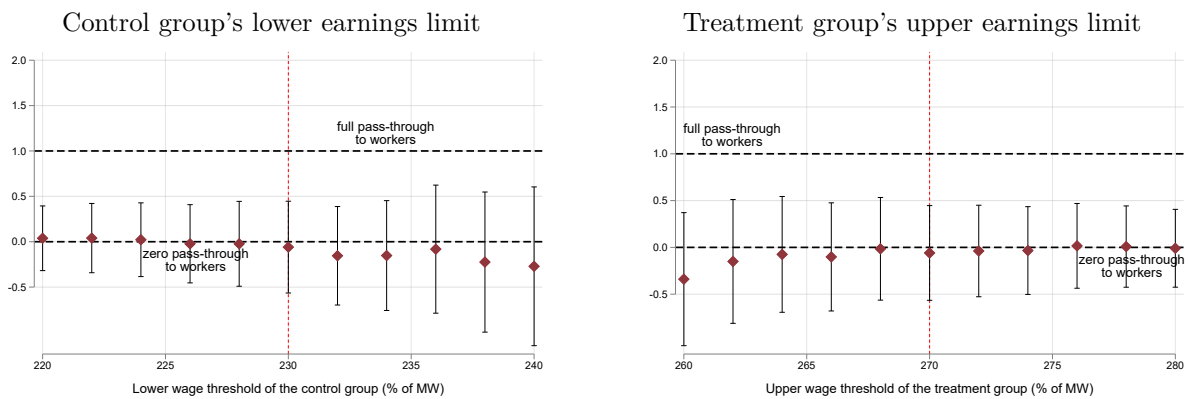 Control group's lower earnings limit
2.0
1.5
1.0
0.5
0.0
-0.5
full pass-through
to workers
zero pass-through
to workers
220
225
230
235
240
Lower wage threshold of the control group (% of MW)
Treatment group's upper earnings limit
2.0
1.5
1.0
0.5
0.0
-0.5
full pass-through
to workers
zero pass-through
to workers
260
265
270
275
280
Upper wage threshold of the treatment group (% of MW)